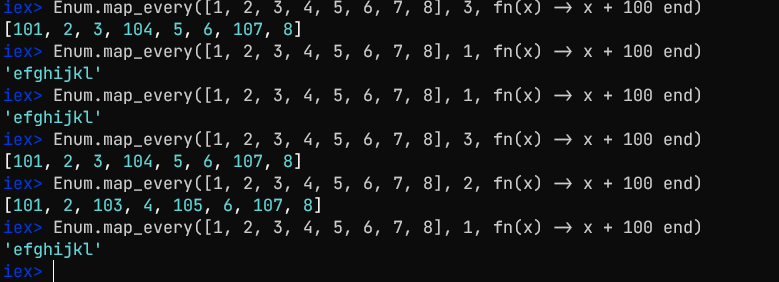 iex> Enum.map_every([1, 2, 3, 4, 5, 6, 7, 8], 3, fn(x) -> x + 100 end)
[101, 2, 3, 104, 5, 6, 107, 8]
iex> Enum.map_every([1, 2, 3, 4, 5, 6, 7, 8], 1, fn(x) -> x + 100 end)
'efghijkl'
iex> Enum.map_every([1, 2, 3, 4, 5, 6, 7, 8], 1, fn(x) -> x + 100 end)
'efghijkl'
iex> Enum.map_every([1, 2, 3, 4, 5, 6, 7, 8], 3, fn(x) -> x + 100 end)
[101, 2, 3, 104, 5, 6, 107, 8]
iex> Enum.map_every([1, 2, 3, 4, 5, 6, 7, 8], 2, fn(x) -> x + 100 end)
[101, 2, 103, 4, 105, 6, 107, 8]
iex> Enum.map_every([1, 2, 3, 4, 5, 6, 7, 8], 1, fn(x) -> x + 100 end)
'efghijkl'
iex>